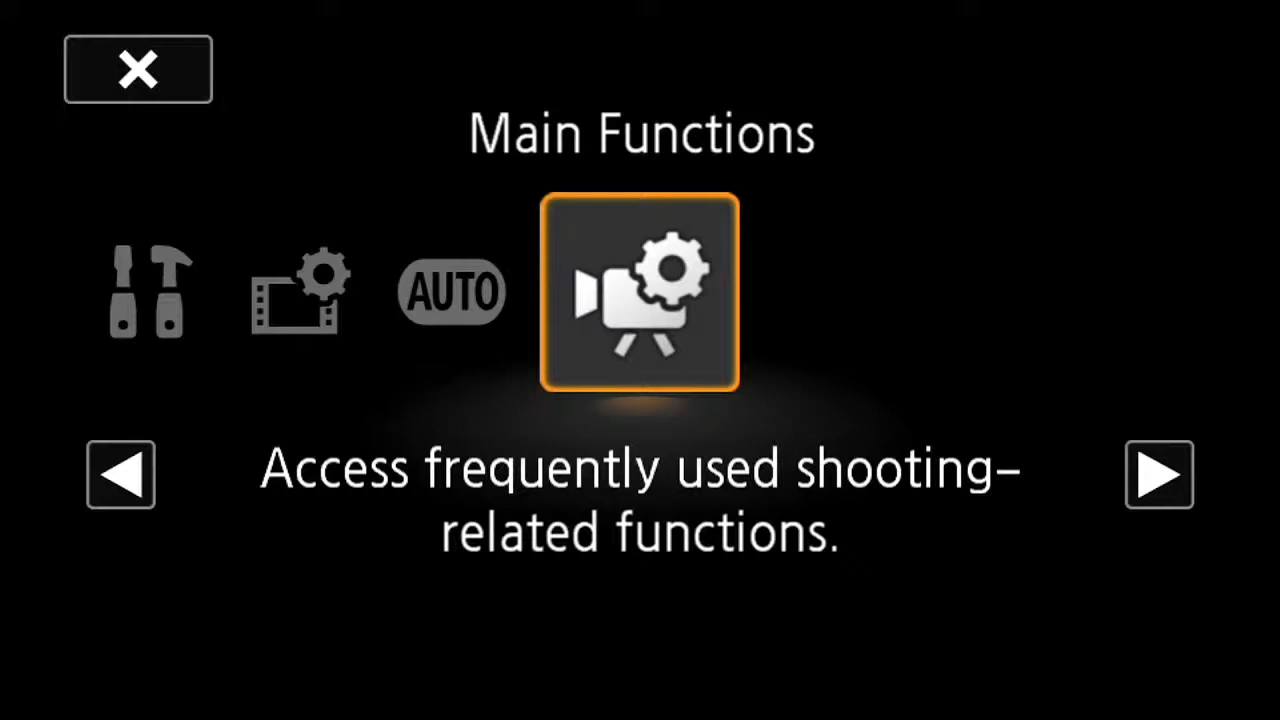 Main Functions
AUTO
Access frequently used shooting-
related functions.